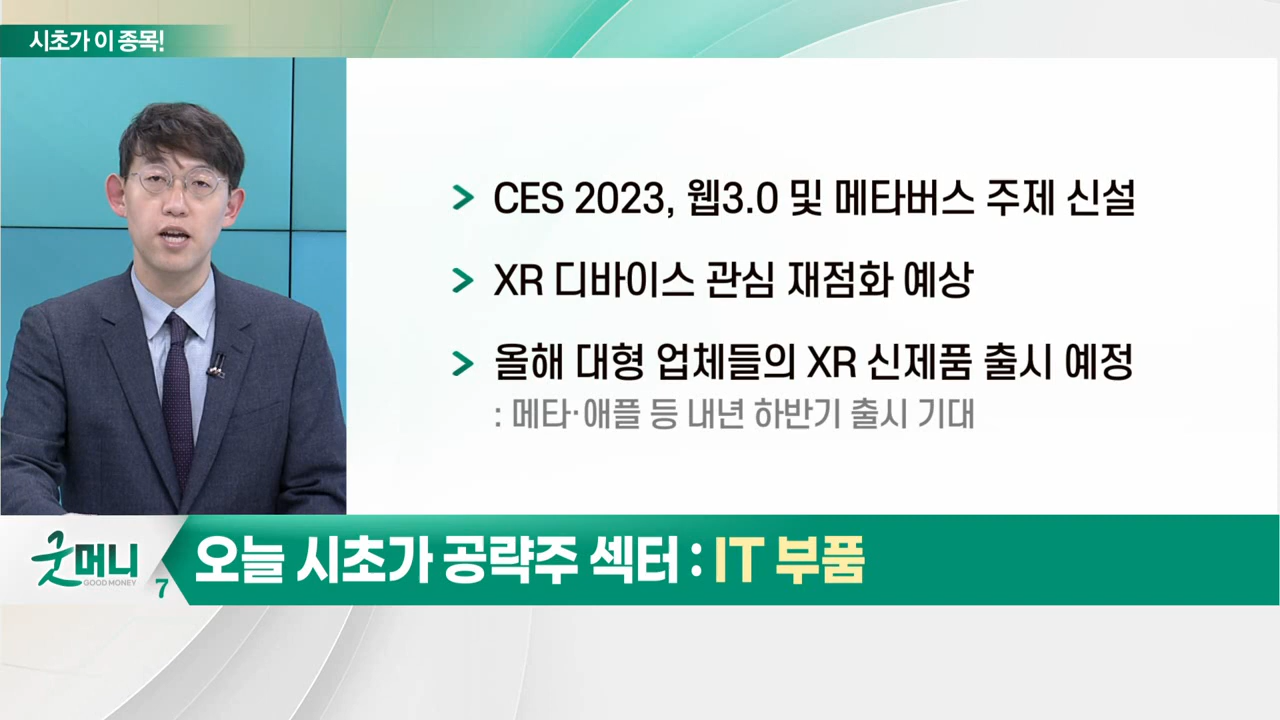 시초가 이 종목!
> CES 2023, 웹3.0 및 메타버스 주제 신설
> XR 디바이스 관심 재점화 예상
> 올해 대형 업체들의 XR 신제품 출시 예정
: 메타·애플 등 내년 하반기 출시 기대
굿머니
GOOD MONEY
7
오늘 시초가 공략주 섹터 : IT 부품